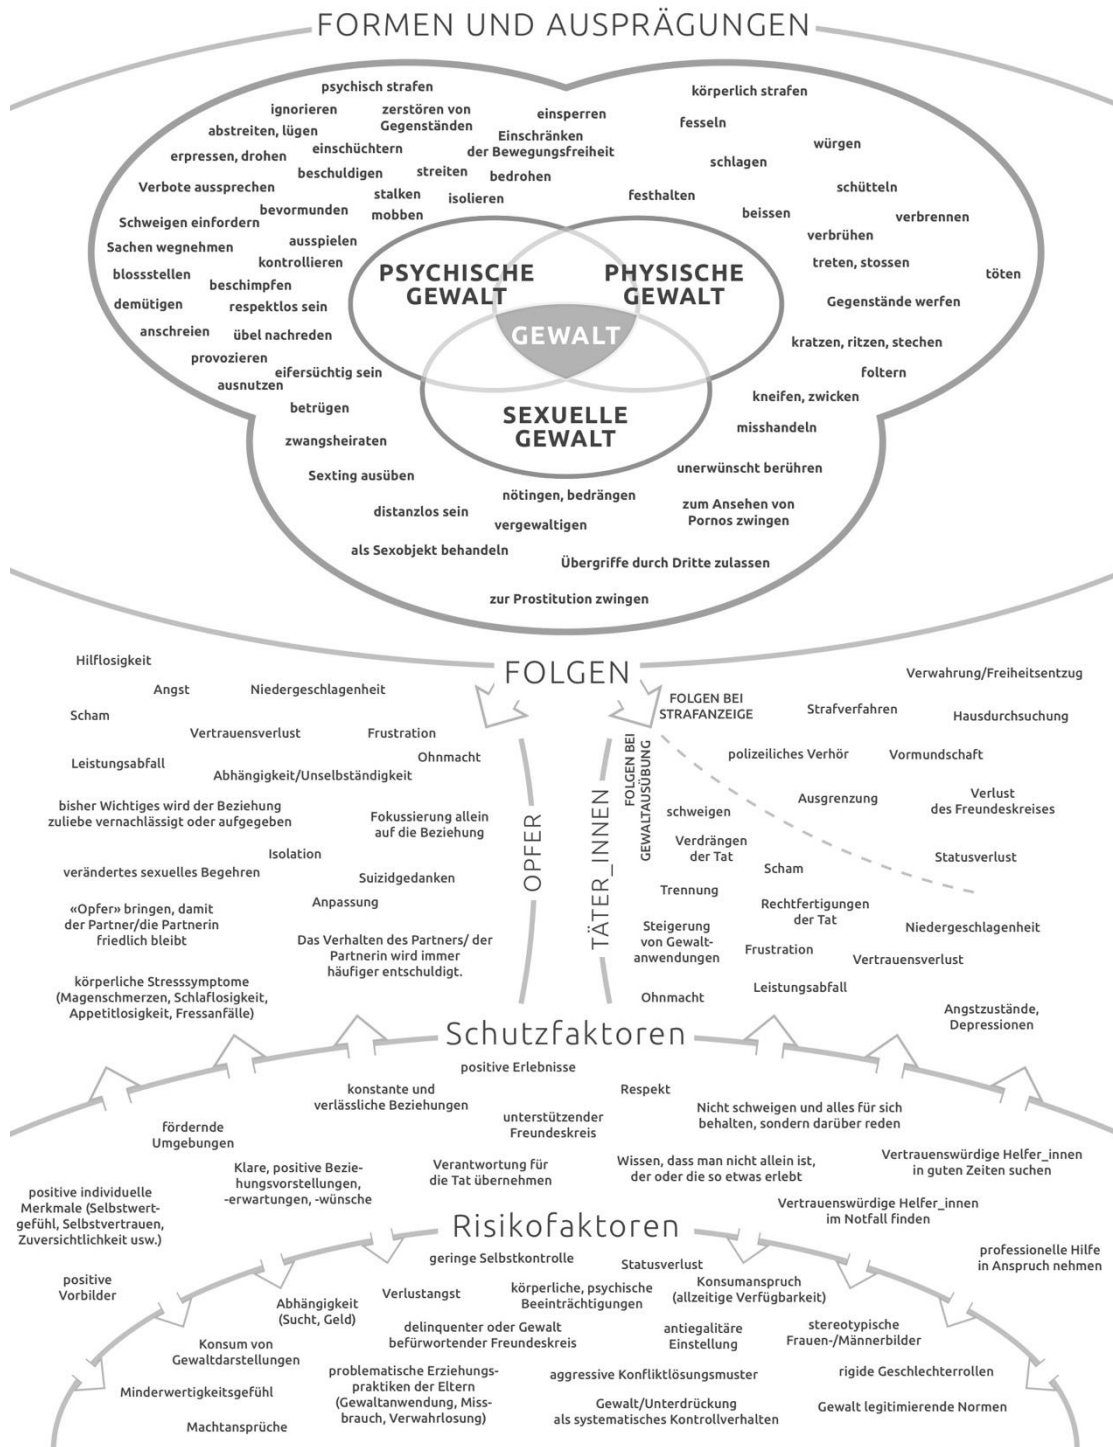 FORMEN UND AUSPRÄGUNGEN
psychisch strafen
ignorieren
zerstören von
Gegenständen
abstreiten, lügen
erpressen, drohen
einschüchtern
einsperren
Einschränken
der Bewegungsfreiheit
beschuldigen
streiten
bedrohen
Verbote aussprechen
stalken
isolieren
bevormunden
mobben
Schweigen einfordern
ausspielen
Sachen wegnehmen
kontrollieren
blossstellen
beschimpfen
demütigen
respektlos sein
anschreien
übel nachreden
provozieren
eifersüchtig sein
ausnutzen
betrügen
zwangsheiraten
körperlich strafen
fesseln
würgen
schlagen
schütteln
festhalten
beissen
verbrennen
verbrühen
treten, stossen
töten
Gegenstände werfen
kratzen, ritzen, stechen
foltern
kneifen, zwicken
misshandeln
PSYCHISCHE
GEWALT
PHYSISCHE
GEWALT
GEWALT
SEXUELLE
GEWALT
Sexting ausüben
unerwünscht berühren
nötigen, bedrängen
distanzlos sein
zum Ansehen von
Pornos zwingen
vergewaltigen
als Sexobjekt behandeln
Übergriffe durch Dritte zulassen
zur Prostitution zwingen
FOLGEN
OPFER
Hilflosigkeit
Angst
Niedergeschlagenheit
Scham
Vertrauensverlust
Frustration
Leistungsabfall
Ohnmacht
Abhängigkeit/Unselbständigkeit
bisher Wichtiges wird der Beziehung
zuliebe vernachlässigt oder aufgegeben
Fokussierung allein
auf die Beziehung
Isolation
verändertes sexuelles Begehren
Suizidgedanken
Anpassung
«Opfer» bringen, damit
der Partner/die Partnerin
friedlich bleibt
Das Verhalten des Partners/ der
Partnerin wird immer
häufiger entschuldigt.
körperliche Stresssymptome
(Magenschmerzen, Schlaflosigkeit,
Appetitlosigkeit, Fressanfälle)
TÄTER_INNEN
FOLGEN BEI
STRAFANZEIGE
Verwahrung/Freiheitsentzug
Strafverfahren
Hausdurchsuchung
polizeiliches Verhör
Vormundschaft
Ausgrenzung
Verlust
des Freundeskreises
Statusverlust
FOLGEN BEI
GEWALTAUSÜBUNG
schweigen
Verdrängen
der Tat
Scham
Trennung
Rechtfertigungen
der Tat
Steigerung
von Gewalt-
anwendungen
Niedergeschlagenheit
Frustration
Vertrauensverlust
Leistungsabfall
Ohnmacht
Angstzustände,
Depressionen
Schutzfaktoren
positive Erlebnisse
konstante und
verlässliche Beziehungen
Respekt
unterstützender
Freundeskreis
Nicht schweigen und alles für sich
behalten, sondern darüber reden
fördernde
Umgebungen
Klare, positive Bezie-
hungsvorstellungen,
-erwartungen, -wünsche
Verantwortung für
die Tat übernehmen
Wissen, dass man nicht allein ist,
der oder die so etwas erlebt
Vertrauenswürdige Helfer_innen
in guten Zeiten suchen
positive individuelle
Merkmale (Selbstwert-
gefühl, Selbstvertrauen,
Zuversichtlichkeit usw.)
Vertrauenswürdige Helfer_innen
im Notfall finden
professionelle Hilfe
in Anspruch nehmen
positive
Vorbilder
Risikofaktoren
geringe Selbstkontrolle
Statusverlust
Verlustangst
körperliche, psychische
Beeinträchtigungen
Konsumanspruch
(allzeitige Verfügbarkeit)
Abhängigkeit
(Sucht, Geld)
delinquenter oder Gewalt
befürwortender Freundeskreis
antiegalitäre
Einstellung
stereotypische
Frauen-/Männerbilder
Konsum von
Gewaltdarstellungen
problematische Erziehungs-
praktiken der Eltern
(Gewaltanwendung, Miss-
brauch, Verwahrlosung)
aggressive Konfliktlösungsmuster
rigide Geschlechterrollen
Minderwertigkeitsgefühl
Gewalt/Unterdrückung
als systematisches Kontrollverhalten
Gewalt legitimierende Normen
Machtansprüche